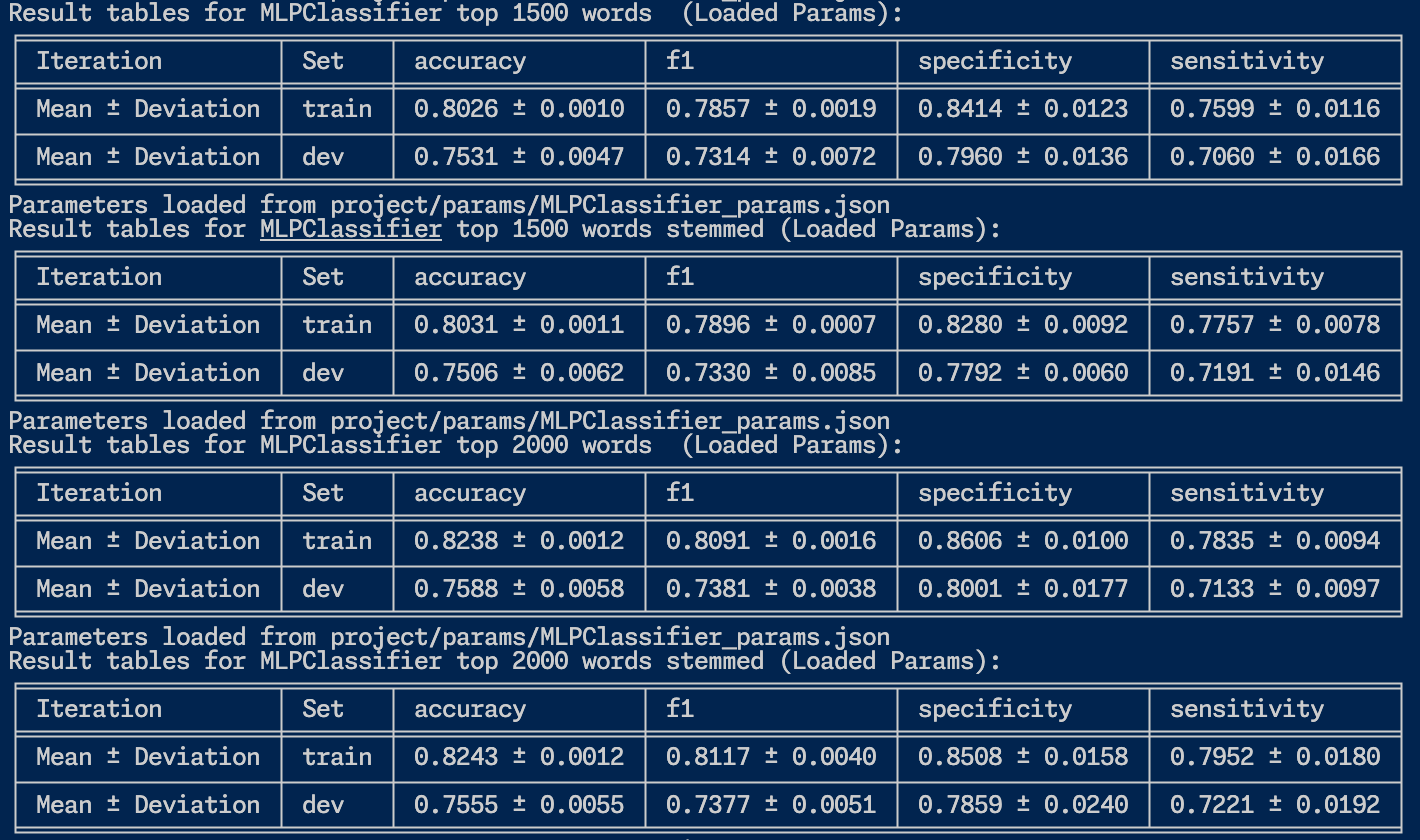 Result tables for MLPClassifier top 1500 words  (Loaded Params):
Iteration Set accuracy f1 specificity sensitivity
Mean ± Deviation train 0.8026 ± 0.0010 0.7857 ± 0.0019 0.8414 ± 0.0123 0.7599 ± 0.0116
Mean ± Deviation dev 0.7531 ± 0.0047 0.7314 ± 0.0072 0.7960 ± 0.0136 0.7060 ± 0.0166
Parameters loaded from project/params/MLPClassifier_params.json
Result tables for MLPClassifier top 1500 words stemmed (Loaded Params):
Iteration Set accuracy f1 specificity sensitivity
Mean ± Deviation train 0.8031 ± 0.0011 0.7896 ± 0.0007 0.8280 ± 0.0092 0.7757 ± 0.0078
Mean ± Deviation dev 0.7506 ± 0.0062 0.7330 ± 0.0085 0.7792 ± 0.0060 0.7191 ± 0.0146
Parameters loaded from project/params/MLPClassifier_params.json
Result tables for MLPClassifier top 2000 words  (Loaded Params):
Iteration Set accuracy f1 specificity sensitivity
Mean ± Deviation train 0.8238 ± 0.0012 0.8091 ± 0.0016 0.8606 ± 0.0100 0.7835 ± 0.0094
Mean ± Deviation dev 0.7588 ± 0.0058 0.7381 ± 0.0038 0.8001 ± 0.0177 0.7133 ± 0.0097
Parameters loaded from project/params/MLPClassifier_params.json
Result tables for MLPClassifier top 2000 words stemmed (Loaded Params):
Iteration Set accuracy f1 specificity sensitivity
Mean ± Deviation train 0.8243 ± 0.0012 0.8117 ± 0.0040 0.8508 ± 0.0158 0.7952 ± 0.0180
Mean ± Deviation dev 0.7555 ± 0.0055 0.7377 ± 0.0051 0.7859 ± 0.0240 0.7221 ± 0.0192